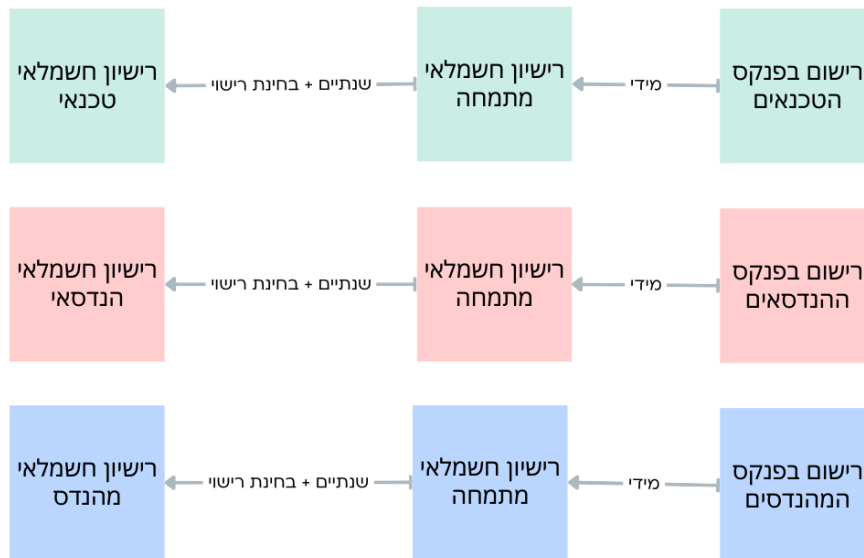 רישום בפנקס
הטכנאים
מידי
רישיון חשמלאי
מתמחה
שנתיים + בחינת רישוי
רישיון חשמלאי
טכנאי
רישום בפנקס
ההנדסאים
מידי
רישיון חשמלאי
מתמחה
שנתיים + בחינת רישוי
רישיון חשמלאי
הנדסאי
רישום בפנקס
המהנדסים
מידי
רישיון חשמלאי
מתמחה
שנתיים + בחינת רישוי
רישיון חשמלאי
מהנדס